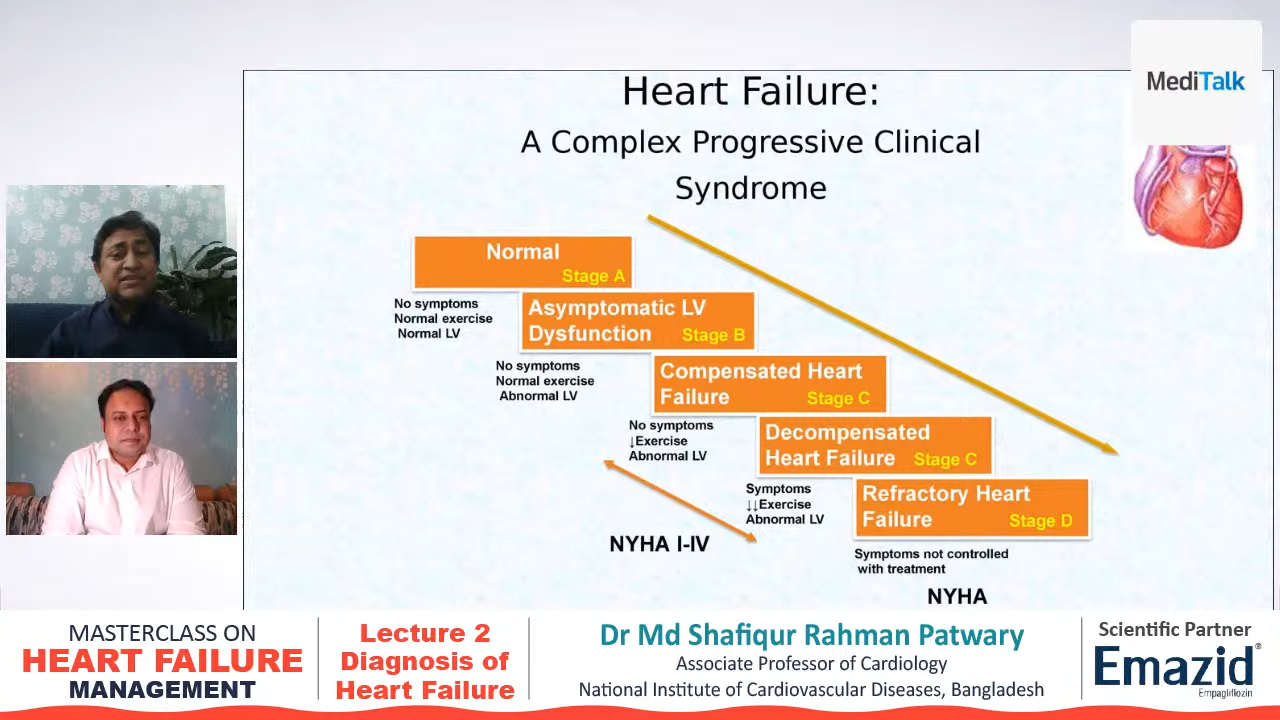 Heart Failure:
A Complex Progressive Clinical
Syndrome
MediTalk
Normal
Stage A
No symptoms
Normal exercise
Normal LV
Asymptomatic LV
Dysfunction Stage B
No symptoms
Normal exercise
Abnormal LV
Compensated Heart
Failure Stage C
No symptoms
↓Exercise
Abnormal LV
Decompensated
Heart Failure Stage C
Symptoms
↓↓Exercise
Abnormal LV
Refractory Heart
Failure Stage D
Symptoms not controlled
with treatment
NYHA I-IV
NYHA
MASTERCLASS ON
HEART FAILURE
MANAGEMENT
Lecture 2
Diagnosis of
Heart Failure
Dr Md Shafiqur Rahman Patwary
Associate Professor of Cardiology
National Institute of Cardiovascular Diseases, Bangladesh
Scientific Partner
Emazid®
Empagliflozin